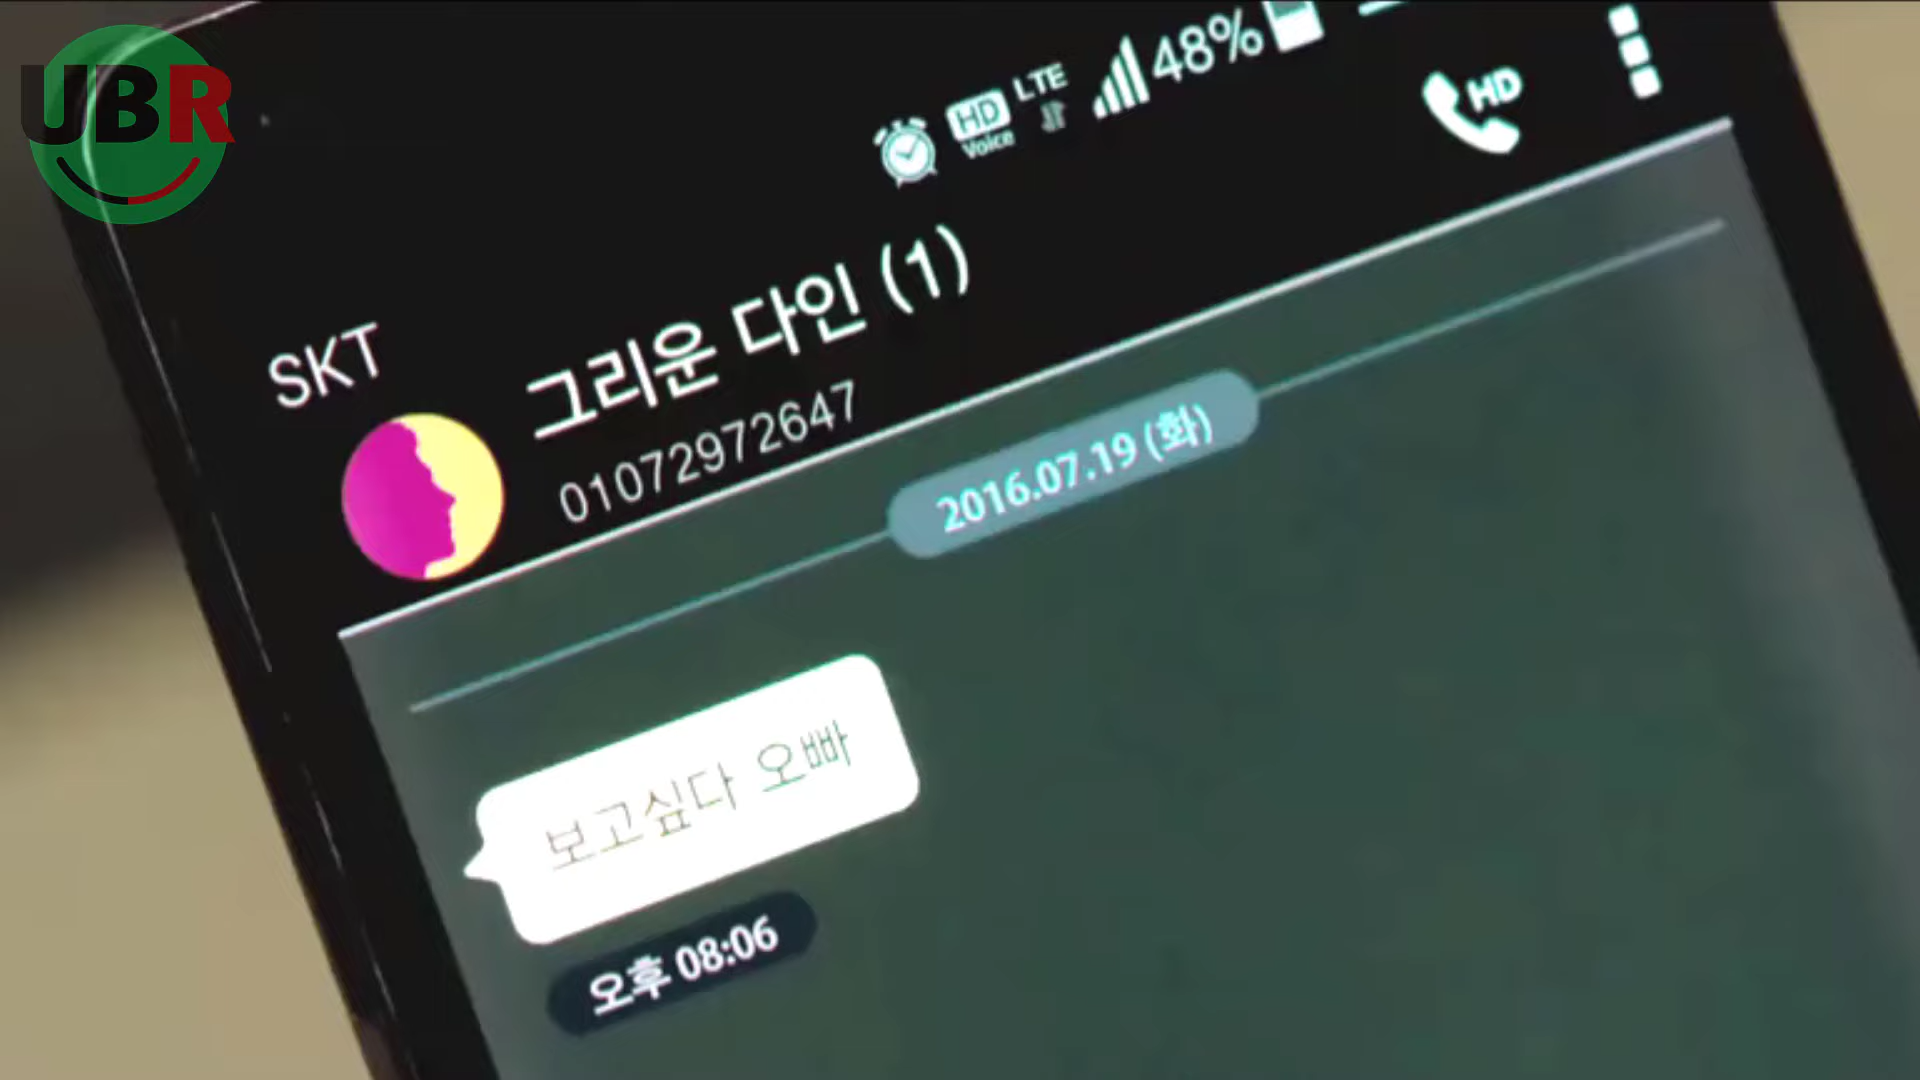 UBR
HD Voice LTE 48%
HD
SKT
그리운 다인 (1)
01072972647
2016.07.19 (화)
보고싶다 오빠
오후 08:06